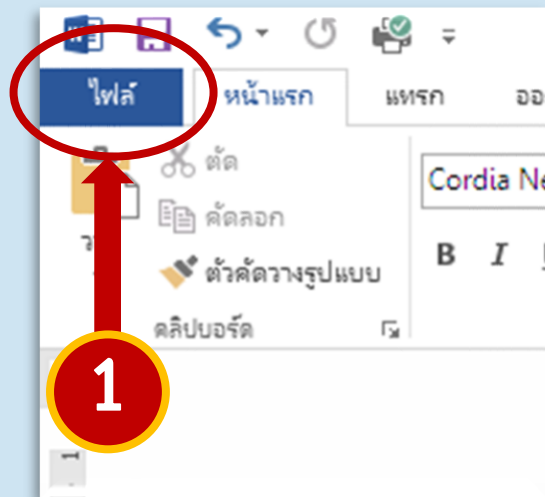 ไฟล์ หน้าแรก แทรก
ตัด
Cordia
คัดลอก
B I
ตัวคัดวางรูปแบบ
คลิปบอร์ด
1
1